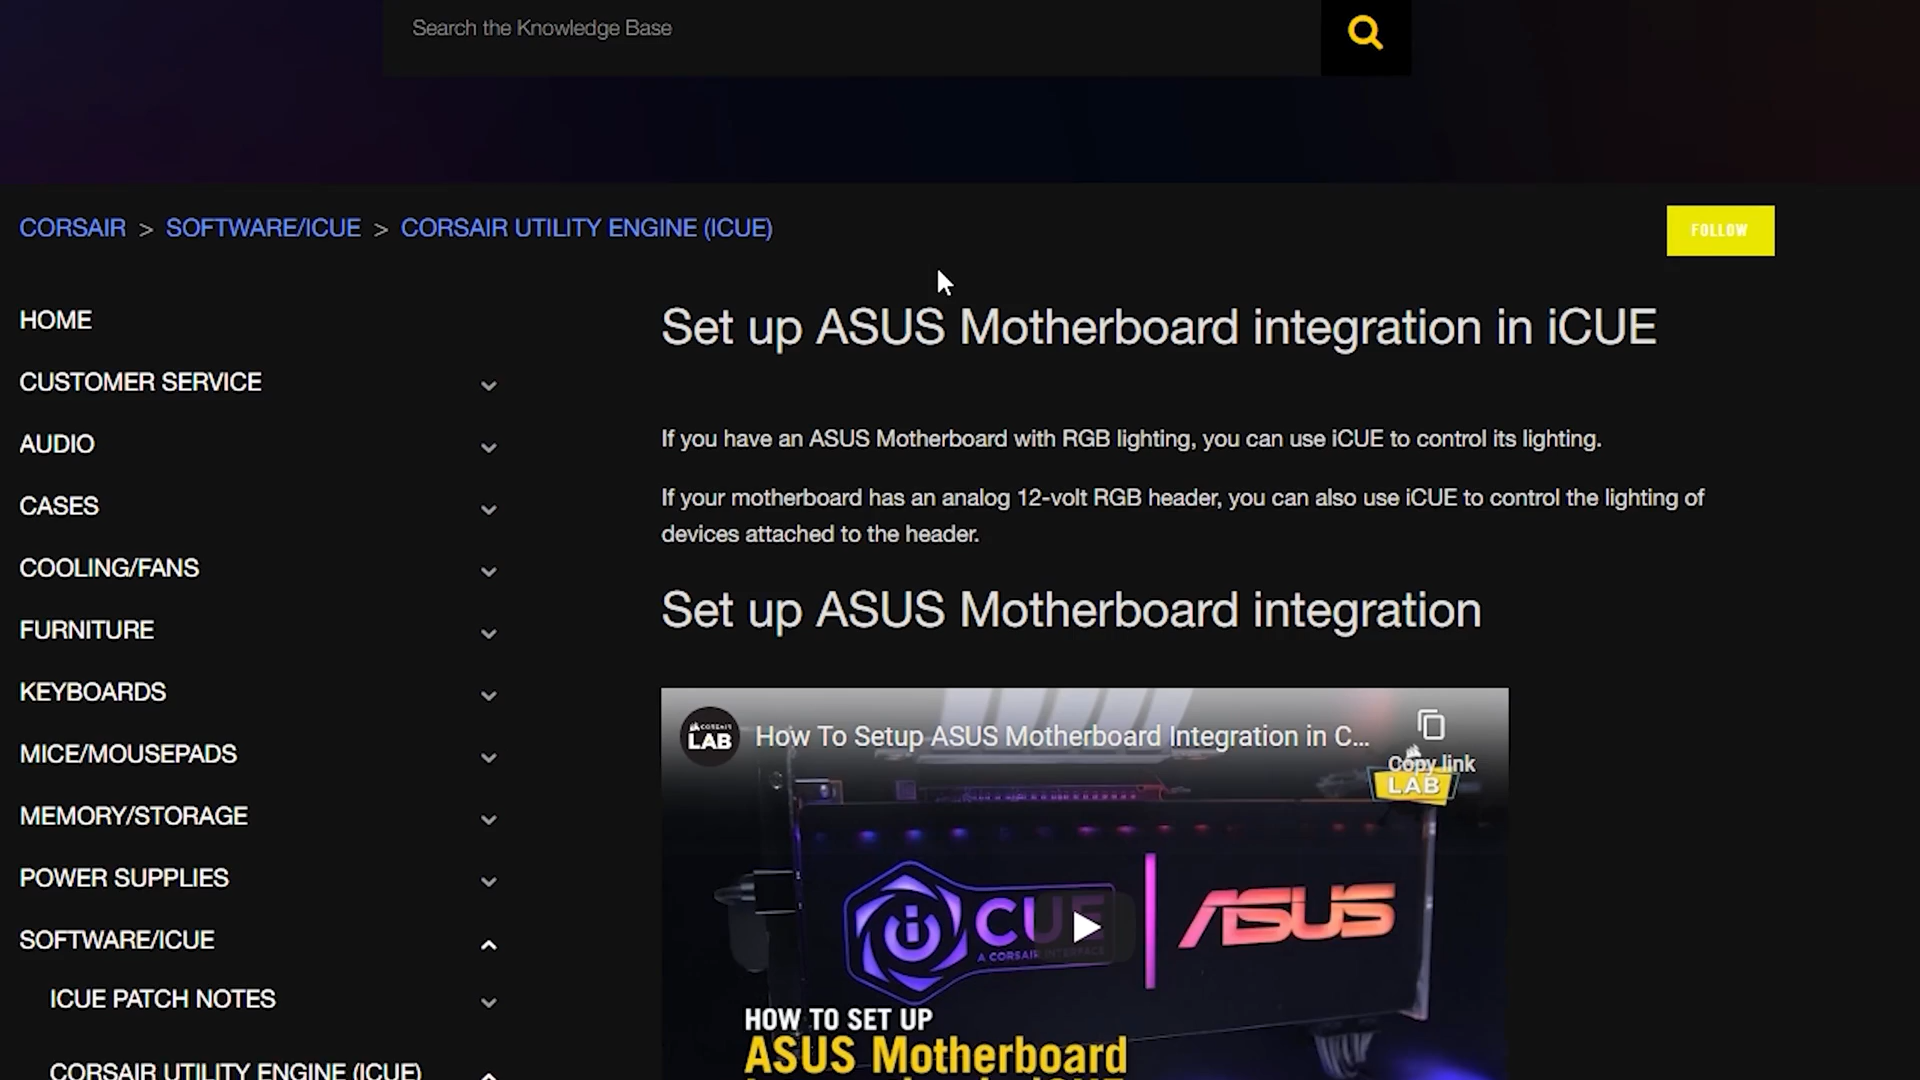 Search the Knowledge Base
CORSAIR > SOFTWARE/ICUE > CORSAIR UTILITY ENGINE (ICUE)
FOLLOW
HOME
CUSTOMER SERVICE
AUDIO
CASES
COOLING/FANS
FURNITURE
KEYBOARDS
MICE/MOUSEPADS
MEMORY/STORAGE
POWER SUPPLIES
SOFTWARE/ICUE
ICUE PATCH NOTES
CORSAIR UTILITY ENGINE (ICUE)
Set up ASUS Motherboard integration in iCUE
If you have an ASUS Motherboard with RGB lighting, you can use iCUE to control its lighting.
If your motherboard has an analog 12-volt RGB header, you can also use iCUE to control the lighting of
devices attached to the header.
Set up ASUS Motherboard integration
CORSAIR
LAB
How To Setup ASUS Motherboard Integration in C...
Copy link
LAB
iCUE
A CORSAIR INTERFACE
ASUS
HOW TO SET UP
ASUS Motherboard